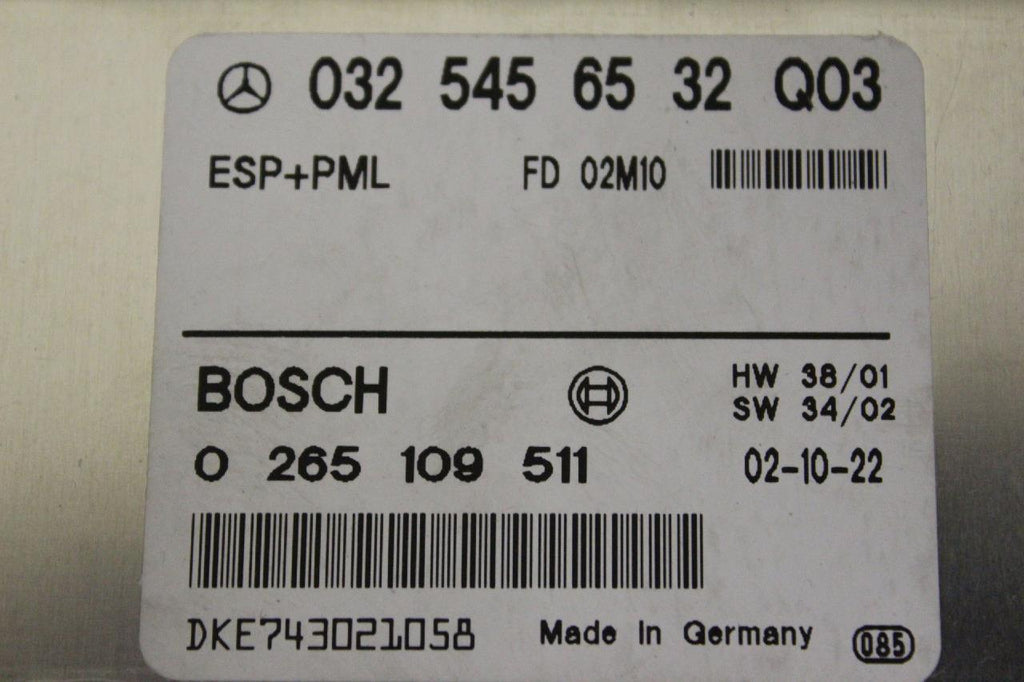 032 545 65 32 Q03
ESP+PML FD 02M10
BOSCH HW 38/01
SW 34/02
0 265 109 511 02-10-22
DKE743021058 Made in Germany 085